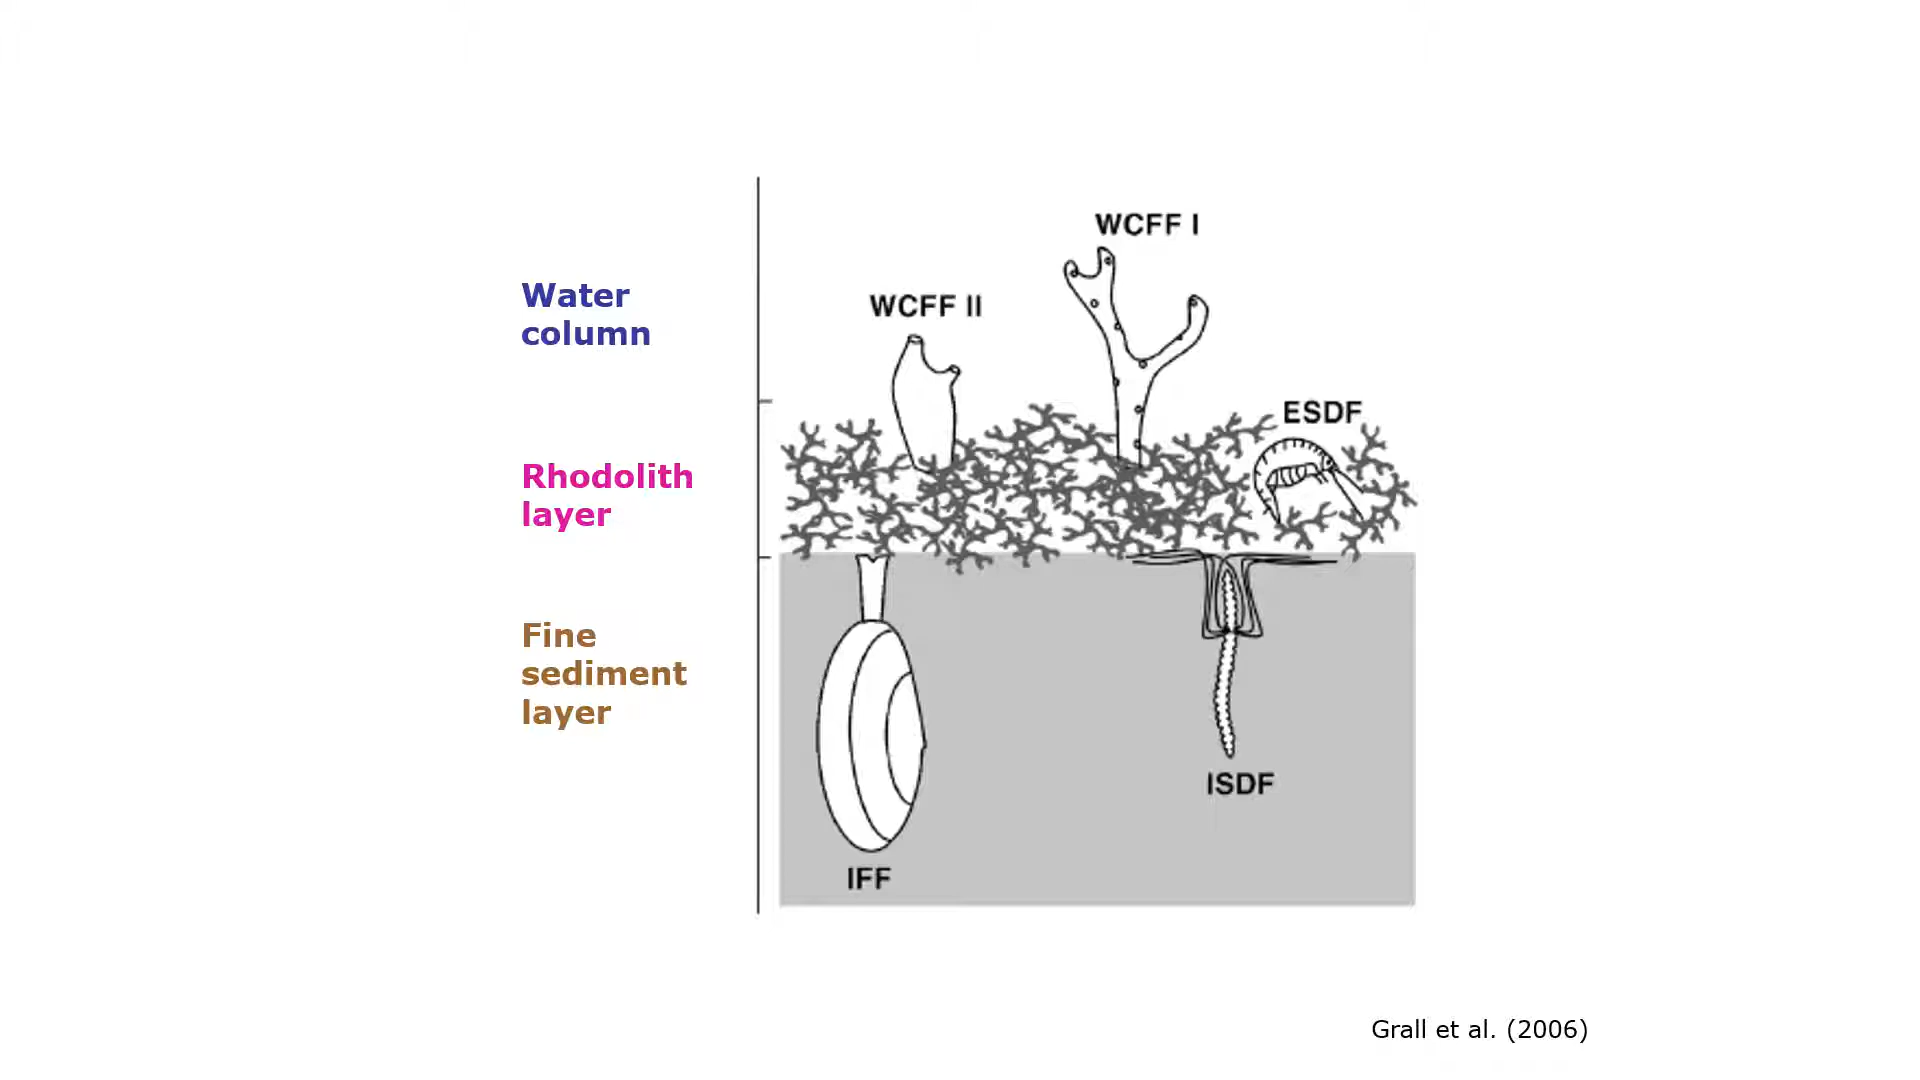 WCFF I
WCFF II
Water
column
ESDF
Rhodolith
layer
Fine
sediment
layer
ISDF
IFF
Grall et al. (2006)